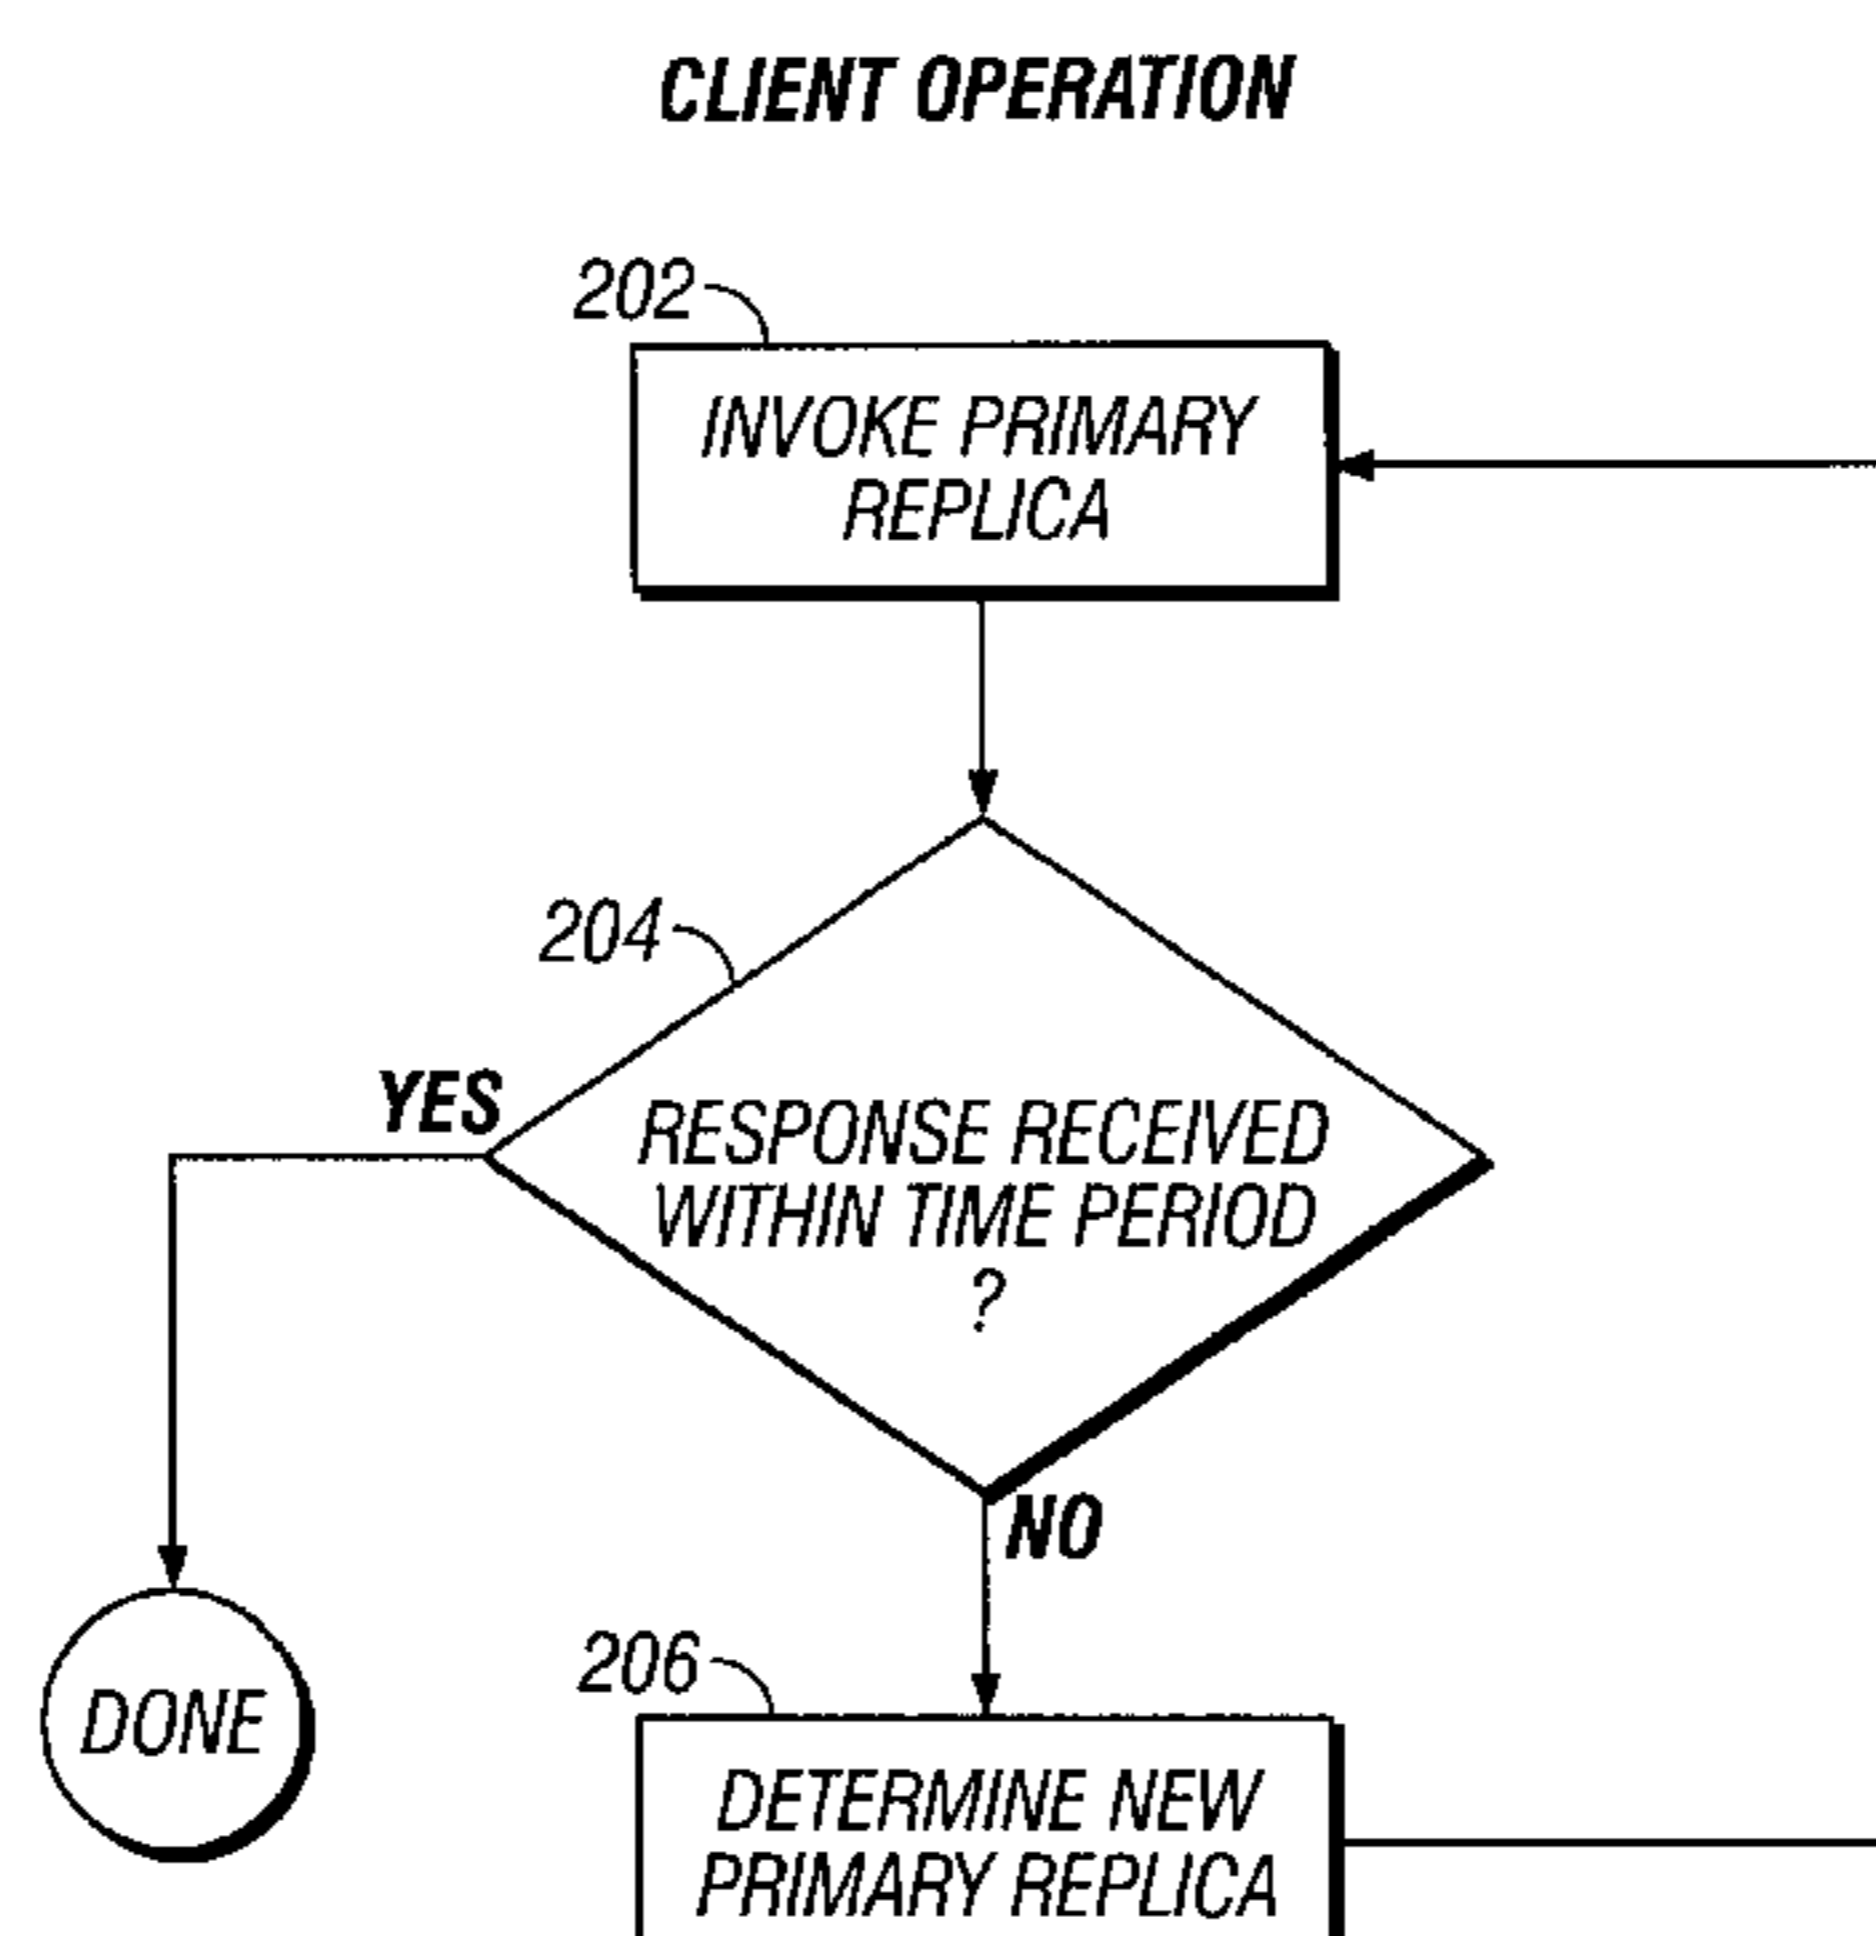 CLIENT OPERATION
202
INVOKE PRIMARY
REPLICA
204
YES
RESPONSE RECEIVED
WITHIN TIME PERIOD
?
NO
206
DONE
DETERMINE NEW
PRIMARY REPLICA